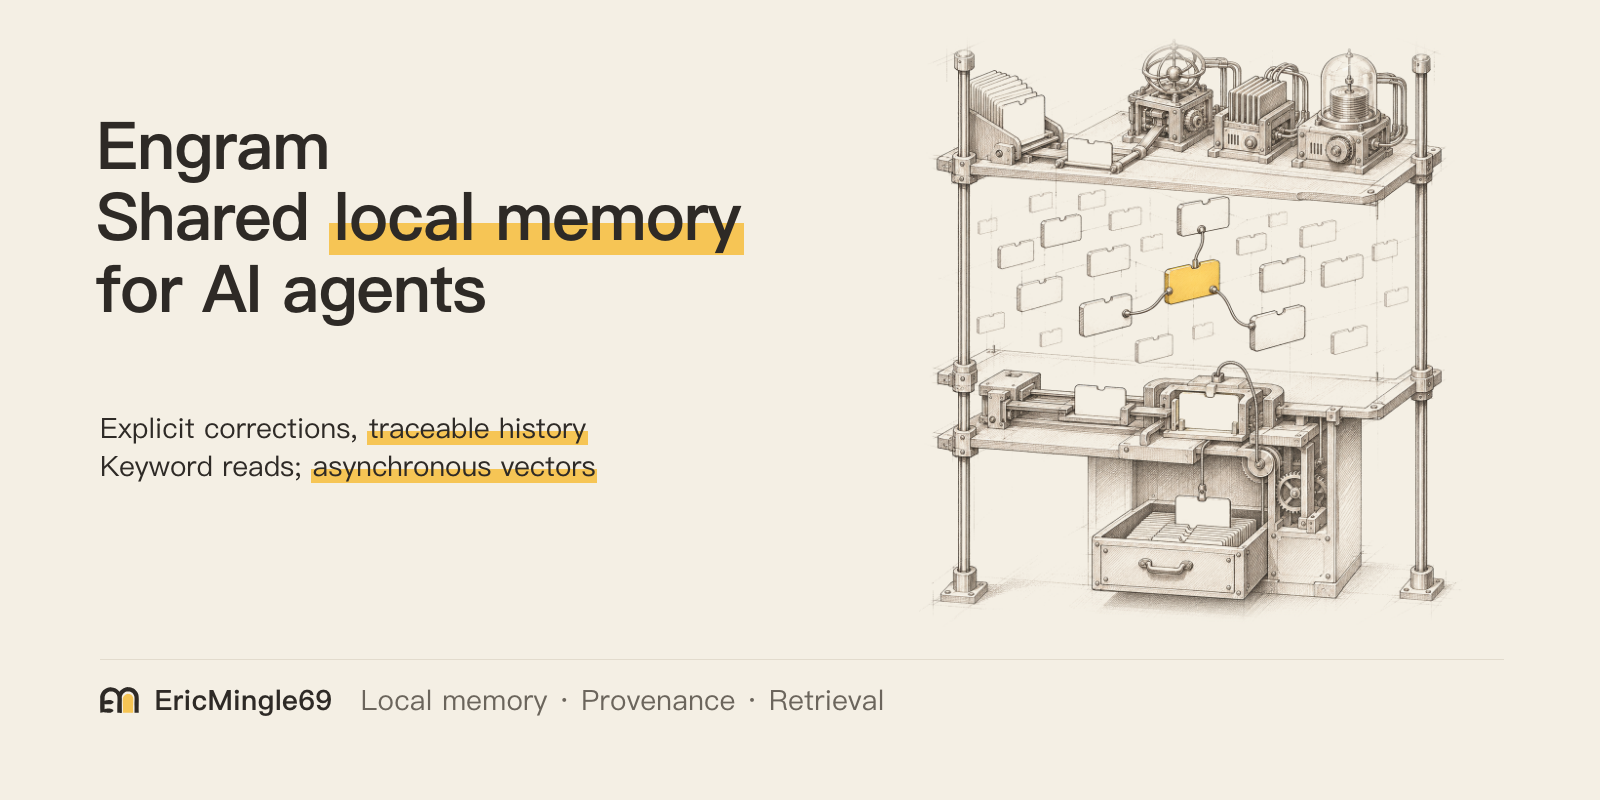 Engram
Shared local memory
for AI agents
Explicit corrections, traceable history
Keyword reads; asynchronous vectors
EricMingle69 Local memory · Provenance · Retrieval